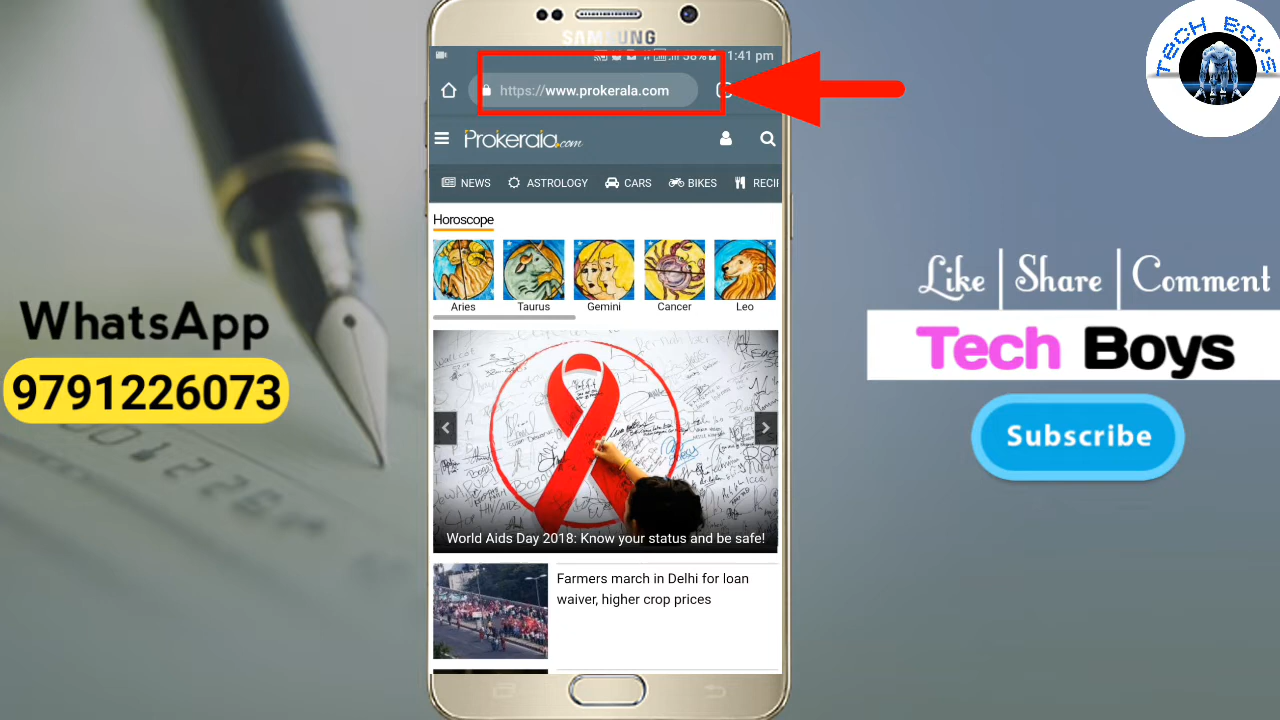 SAMSUNG
58% 1:41 pm
https://www.prokerala.com
Prokerala.com
NEWS ASTROLOGY CARS BIKES RECIP
Horoscope
Aries Taurus Gemini Cancer Leo
World Aids Day 2018: Know your status and be safe!
Farmers march in Delhi for loan
waiver, higher crop prices
WhatsApp
9791226073
TECH BOYS
Like | Share | Comment
Tech Boys
Subscribe